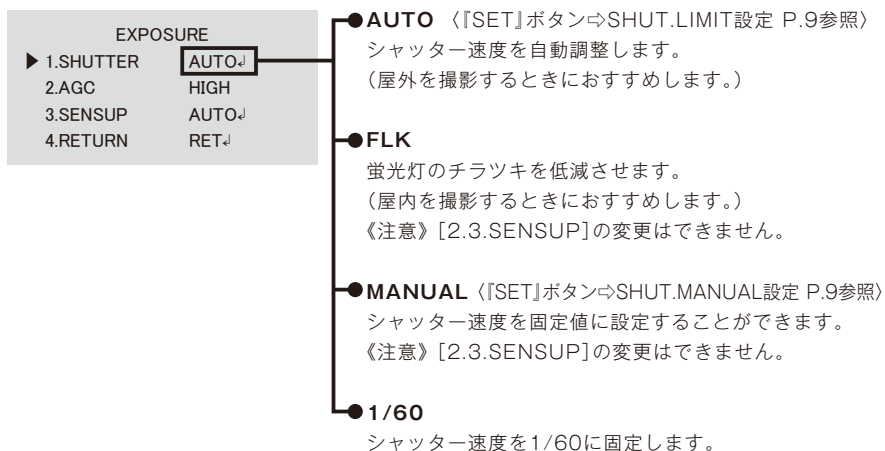 EXPOSURE
▶ 1.SHUTTER AUTO↲
2.AGC HIGH
3.SENSUP AUTO↲
4.RETURN RET↲
●AUTO〈『SET』ボタン⇨SHUT.LIMIT設定 P.9参照〉
シャッター速度を自動調整します。
(屋外を撮影するときにおすすめします。)
●FLK
蛍光灯のチラツキを低減させます。
(屋内を撮影するときにおすすめします。)
《注意》[2.3.SENSUP]の変更はできません。
●MANUAL〈『SET』ボタン⇨SHUT.MANUAL設定 P.9参照〉
シャッター速度を固定値に設定することができます。
《注意》[2.3.SENSUP]の変更はできません。
●1/60
シャッター速度を1/60に固定します。